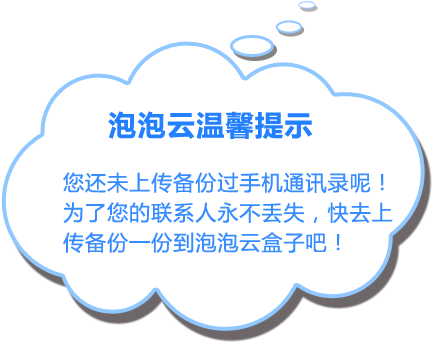 泡泡云温馨提示
您还未上传备份过手机通讯录呢！
为了您的联系人永不丢失，快去上
传备份一份到泡泡云盒子吧！